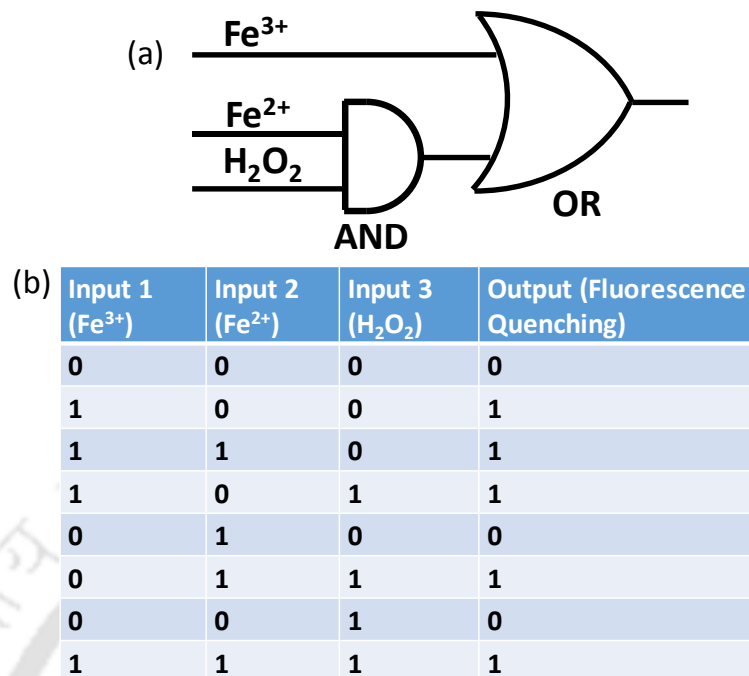 (a)
Fe³⁺
Fe²⁺
H₂O₂
AND
OR
(b)
Input 1 (Fe³⁺) Input 2 (Fe²⁺) Input 3 (H₂O₂) Output (Fluorescence Quenching)
0 0 0 0
1 0 0 1
1 1 0 1
1 0 1 1
0 1 0 0
0 1 1 1
0 0 1 0
1 1 1 1